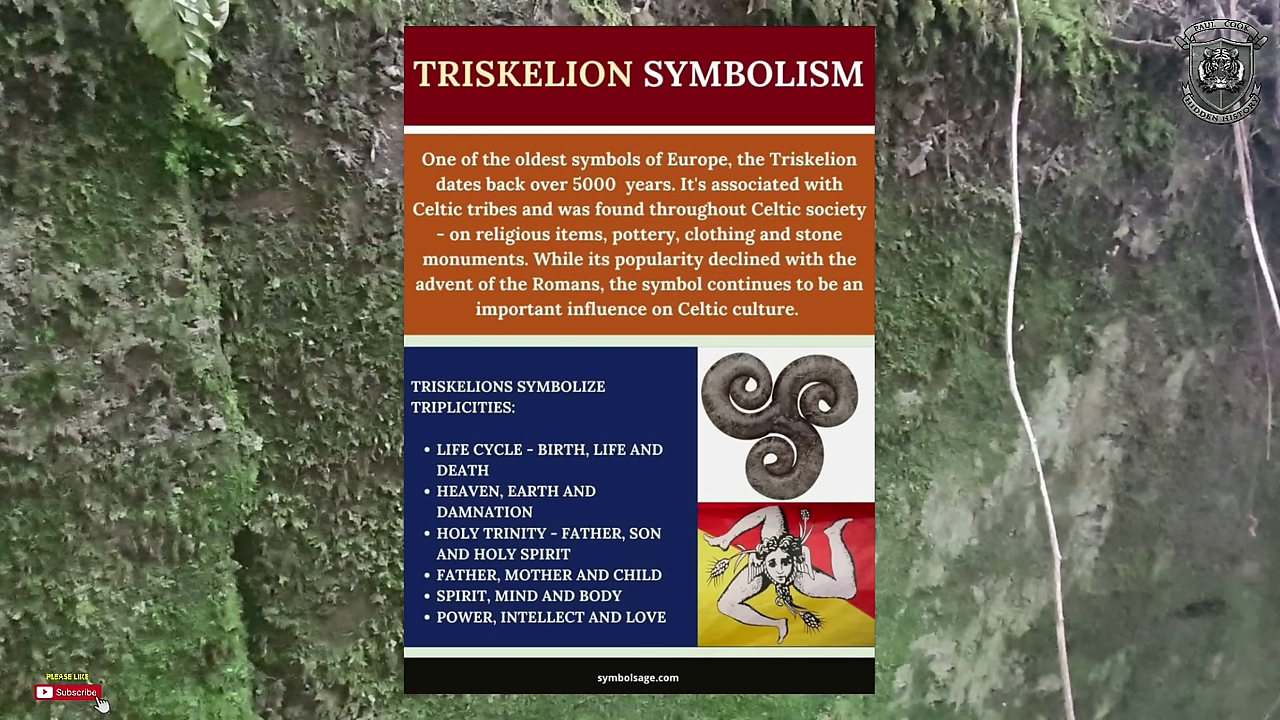 PAUL COOK
HIDDEN HISTORY
TRISKELION SYMBOLISM
One of the oldest symbols of Europe, the Triskelion
dates back over 5000 years. It's associated with
Celtic tribes and was found throughout Celtic society
- on religious items, pottery, clothing and stone
monuments. While its popularity declined with the
advent of the Romans, the symbol continues to be an
important influence on Celtic culture.
TRISKELIONS SYMBOLIZE
TRIPLICITIES:
• LIFE CYCLE - BIRTH, LIFE AND
DEATH
• HEAVEN, EARTH AND
DAMNATION
• HOLY TRINITY - FATHER, SON
AND HOLY SPIRIT
• FATHER, MOTHER AND CHILD
• SPIRIT, MIND AND BODY
• POWER, INTELLECT AND LOVE
symbolsage.com
PLEASE LIKE
Subscribe